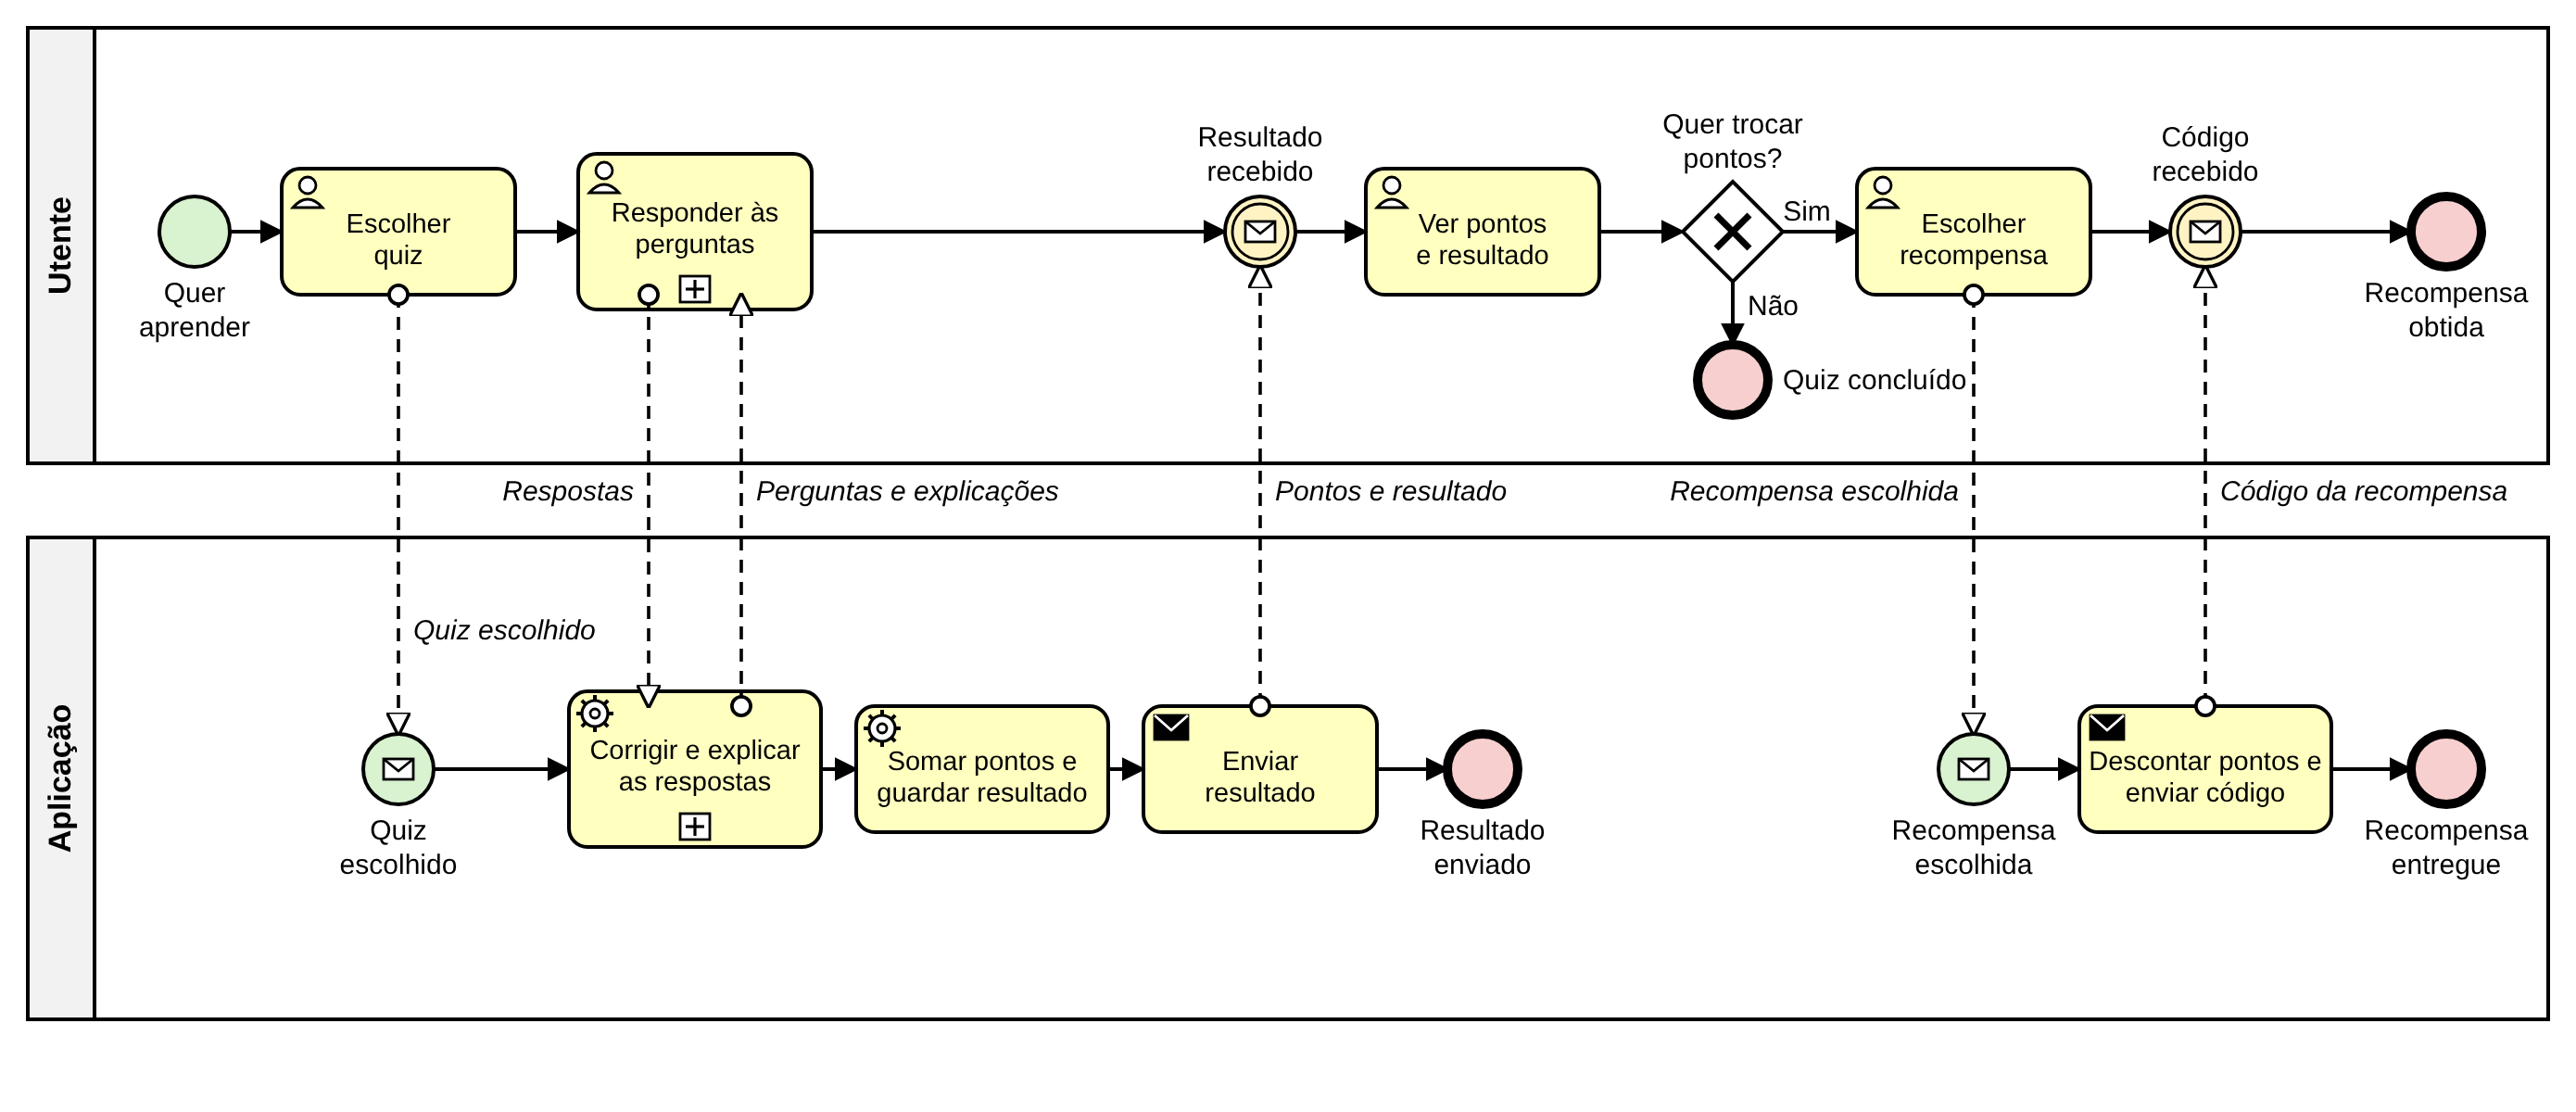 Utente
Quer
aprender
Escolher
quiz
Responder às
perguntas
Resultado
recebido
Ver pontos
e resultado
Quer trocar
pontos?
Sim
Não
Quiz concluído
Escolher
recompensa
Código
recebido
Recompensa
obtida
Respostas
Perguntas e explicações
Pontos e resultado
Recompensa escolhida
Código da recompensa
Aplicação
Quiz escolhido
Quiz
escolhido
Corrigir e explicar
as respostas
Somar pontos e
guardar resultado
Enviar
resultado
Resultado
enviado
Recompensa
escolhida
Descontar pontos e
enviar código
Recompensa
entregue